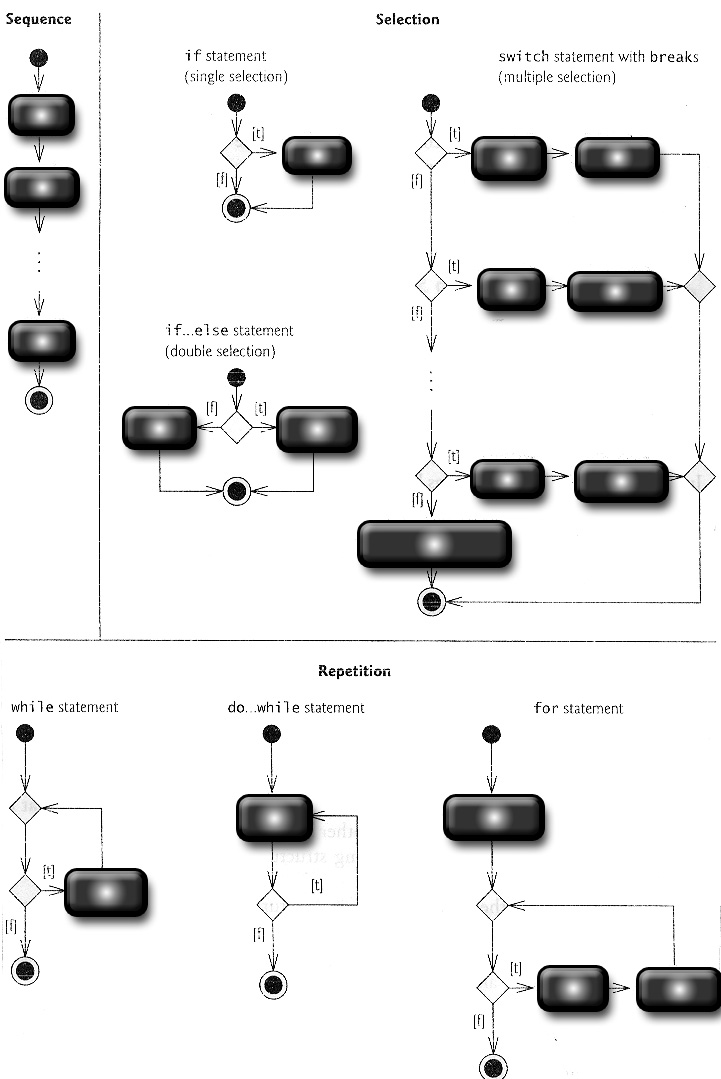 Sequence
Selection
if statement
(single selection)
[t]
[f]
switch statement with breaks
(multiple selection)
[t]
[f]
[t]
[f]
if...else statement
(double selection)
[f]
[t]
[t]
[f]
Repetition
while statement
[t]
[f]
do...while statement
[t]
[f]
for statement
[t]
[f]